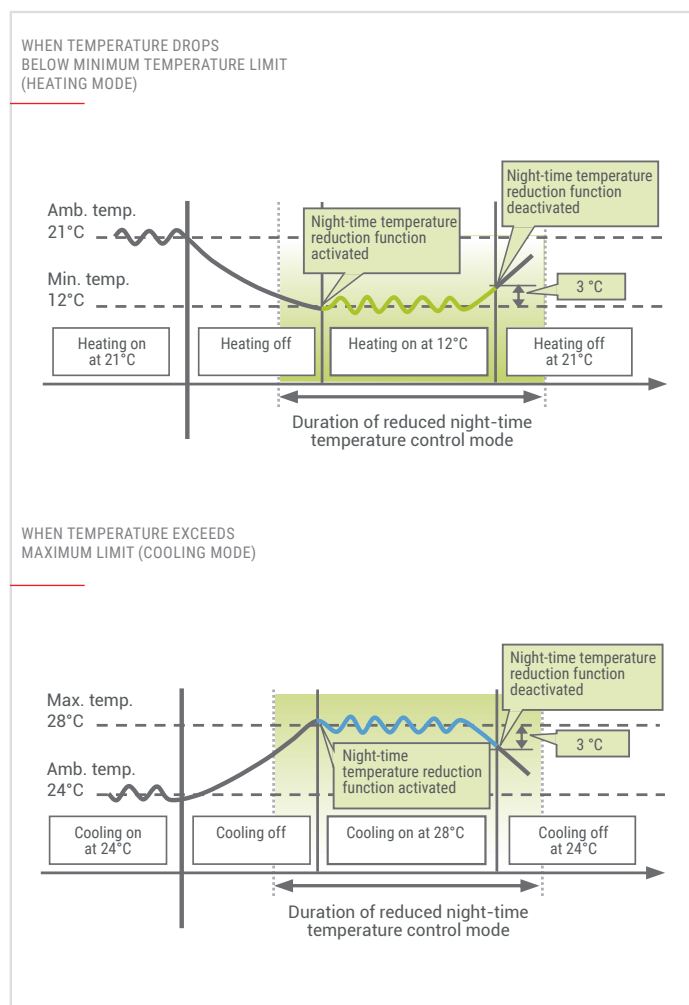 WHEN TEMPERATURE DROPS
BELOW MINIMUM TEMPERATURE LIMIT
(HEATING MODE)
Night-time temperature
reduction function
deactivated
Amb. temp.
21°C
Night-time temperature
reduction function
activated
Min. temp.
12°C
3 °C
Heating on
at 21°C
Heating off
Heating on at 12°C
Heating off
at 21°C
Duration of reduced night-time
temperature control mode
WHEN TEMPERATURE EXCEEDS
MAXIMUM LIMIT (COOLING MODE)
Night-time temperature
reduction function
deactivated
Max. temp.
28°C
3 °C
Night-time
temperature reduction
function activated
Amb. temp.
24°C
Cooling on
at 24°C
Cooling off
Cooling on at 28°C
Cooling off
at 24°C
Duration of reduced night-time
temperature control mode